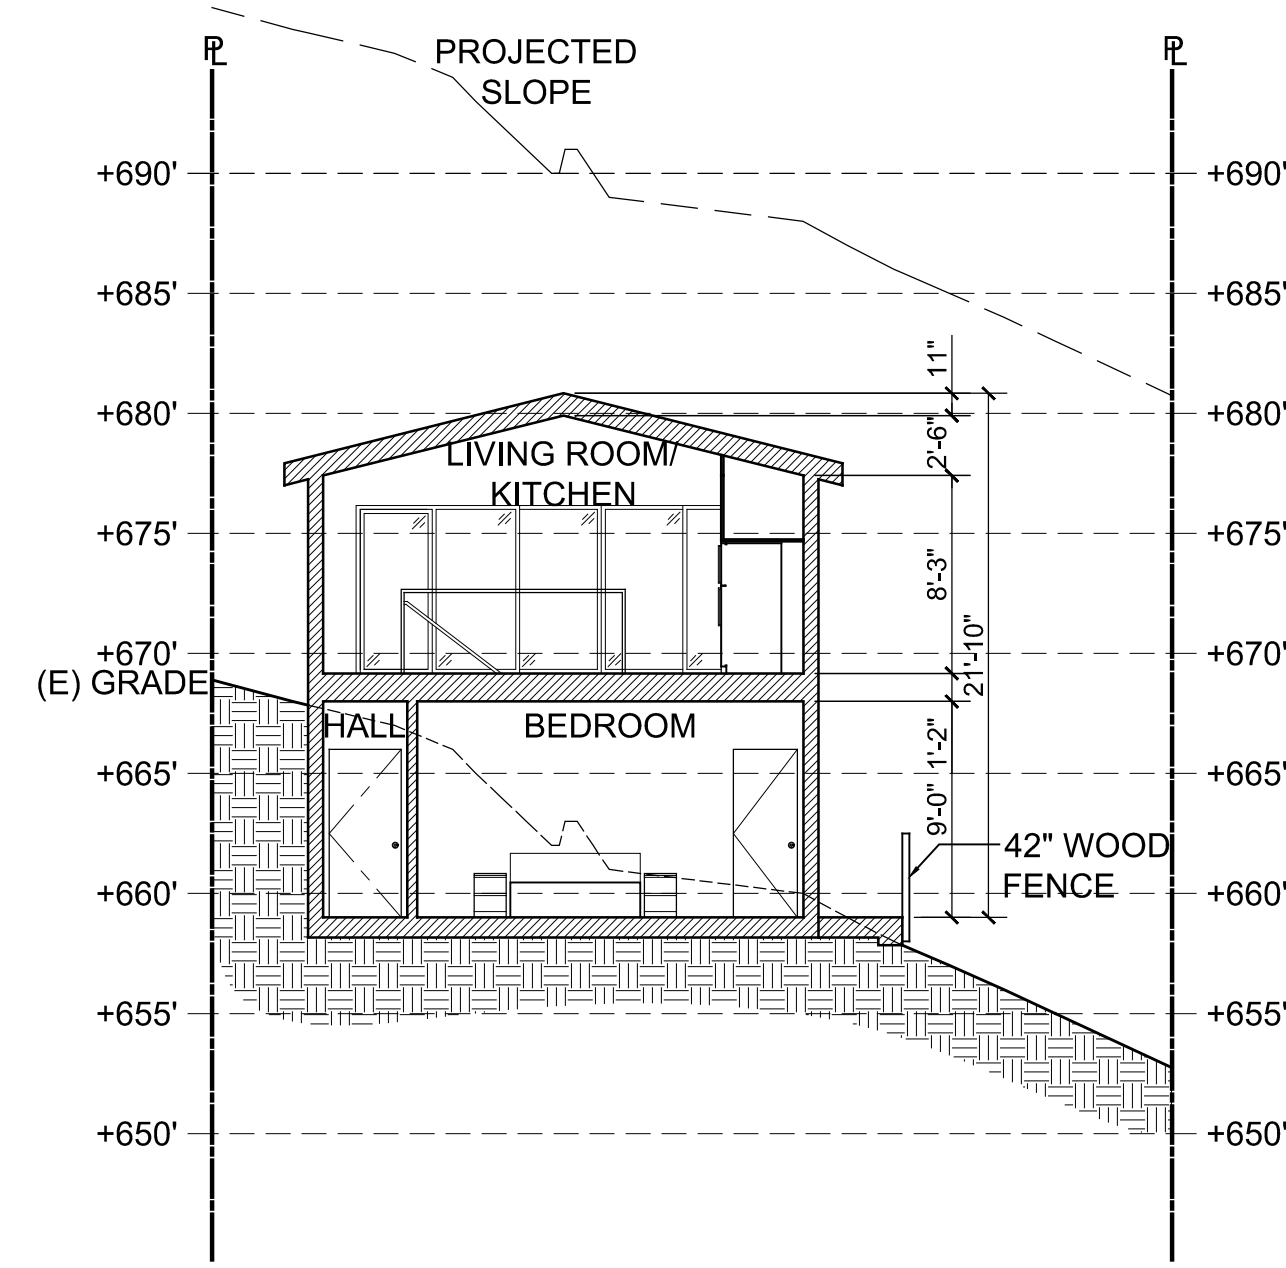 PL
PL
PROJECTED
SLOPE
+690'
+690'
+685'
+685'
11"
+680'
+680'
2'-6"
LIVING ROOM/
KITCHEN
+675'
+675'
8'-3"
+670'
+670'
21'-10"
(E) GRADE
HALL
BEDROOM
1'-2"
+665'
+665'
9'-0"
42" WOOD
FENCE
+660'
+660'
+655'
+655'
+650'
+650'